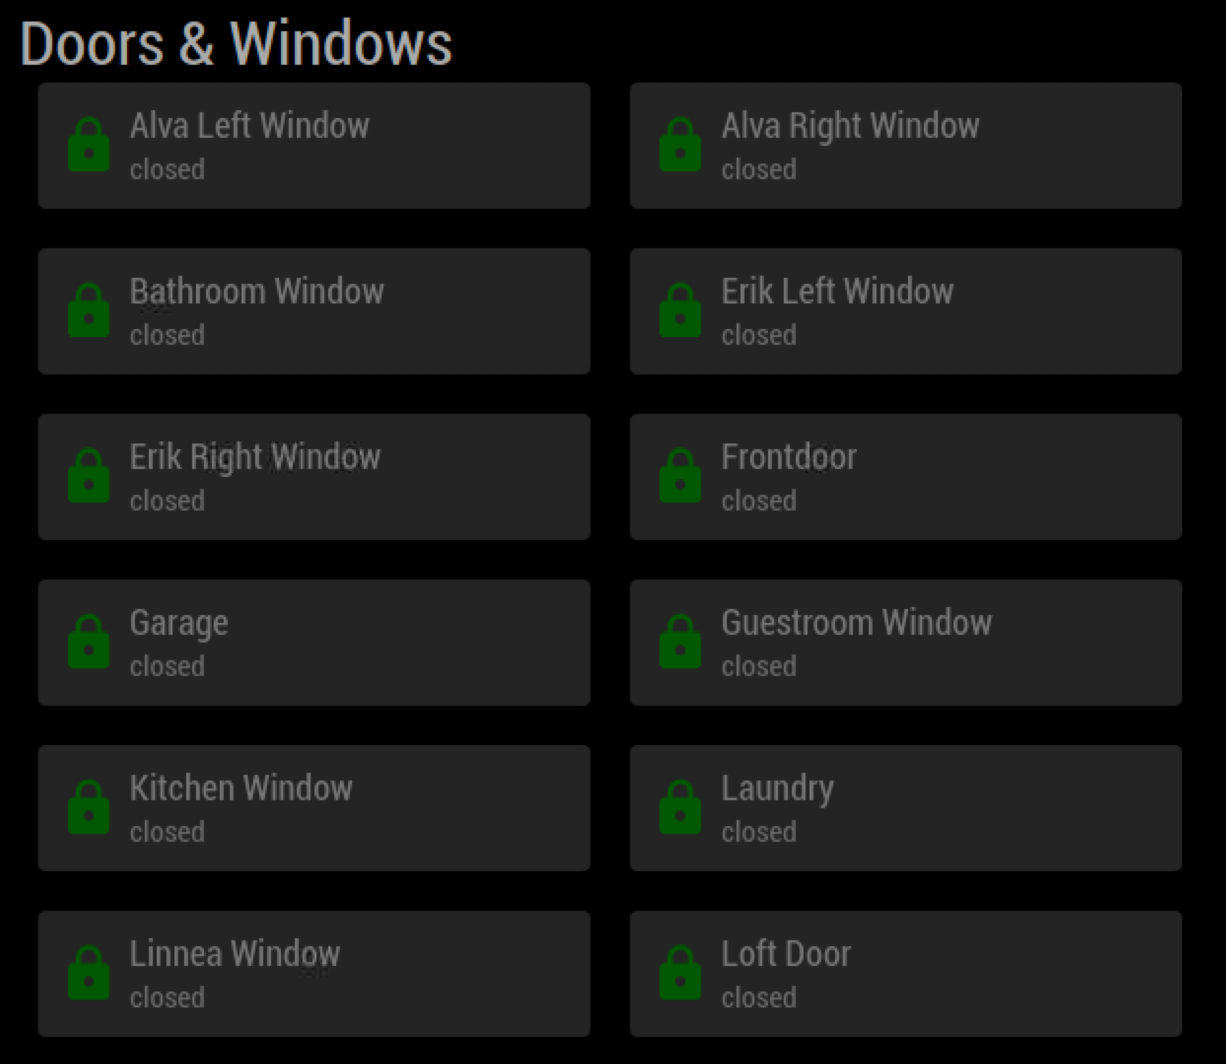 Doors & Windows
Alva Left Window
closed
Alva Right Window
closed
Bathroom Window
closed
Erik Left Window
closed
Erik Right Window
closed
Frontdoor
closed
Garage
closed
Guestroom Window
closed
Kitchen Window
closed
Laundry
closed
Linnea Window
closed
Loft Door
closed